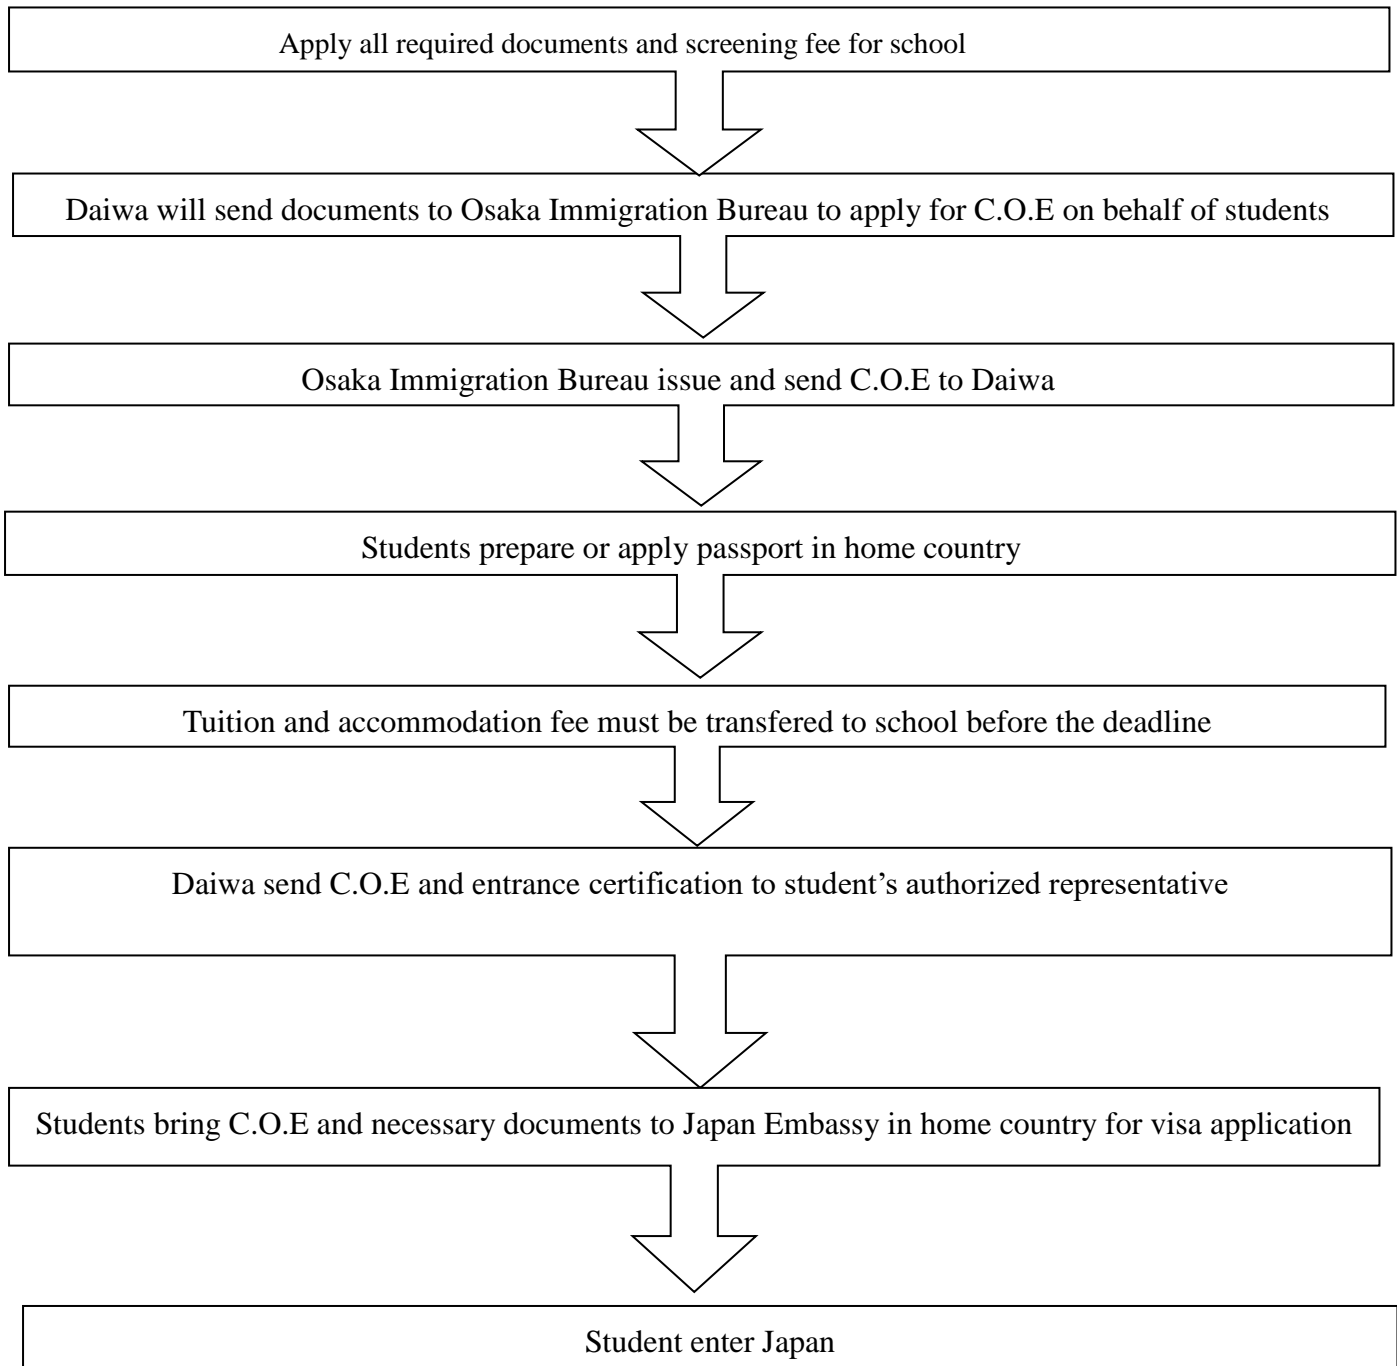 Apply all required documents and screening fee for school
Daiwa will send documents to Osaka Immigration Bureau to apply for C.O.E on behalf of students
Osaka Immigration Bureau issue and send C.O.E to Daiwa
Students prepare or apply passport in home country
Tuition and accommodation fee must be transfered to school before the deadline
Daiwa send C.O.E and entrance certification to student’s authorized representative
Students bring C.O.E and necessary documents to Japan Embassy in home country for visa application
Student enter Japan